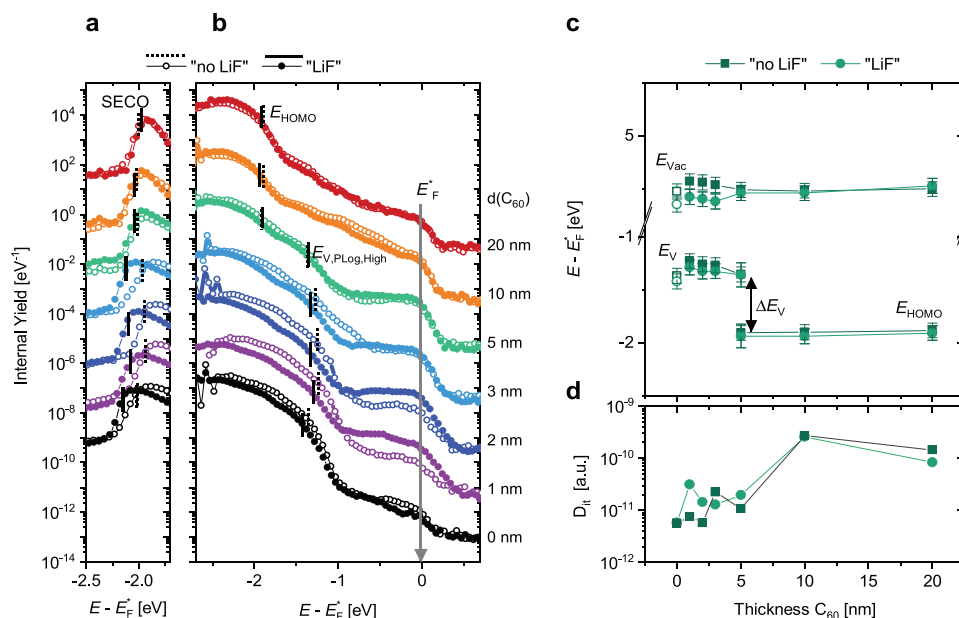 a
b
c
"no LiF" "LiF"
"no LiF" "LiF"
SECO
E_HOMO
E*_F
E_V,PLog,High
d(C60)
20 nm
10 nm
5 nm
3 nm
2 nm
1 nm
0 nm
Internal Yield [eV-1]
10^4
10^2
10^0
10^-2
10^-4
10^-6
10^-8
10^-10
10^-12
10^-14
-2.5 -2.0
-2 -1 0
E - E*_F [eV]
E - E*_F [eV]
E - E*_F [eV]
5
-1
-2
E_Vac
E_V
ΔE_V
E_HOMO
d
D_it [a.u.]
10^-9
10^-10
10^-11
10^-12
0 5 10 15 20
Thickness C60 [nm]